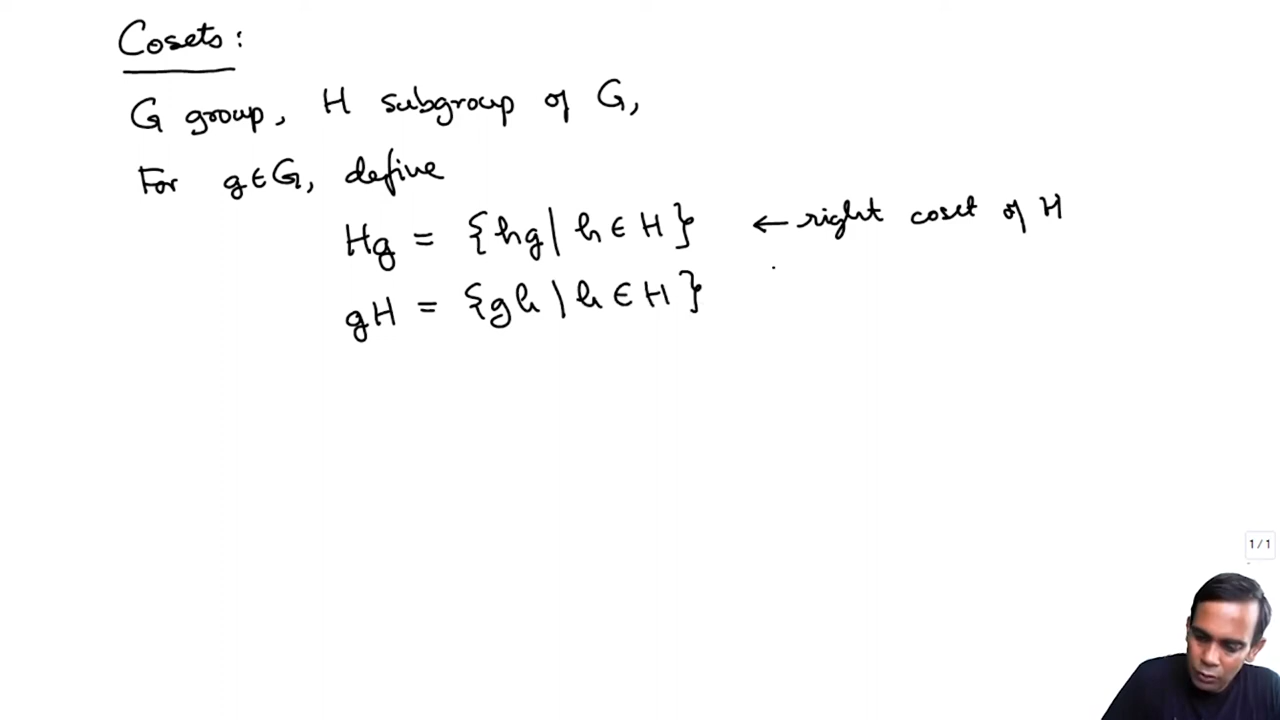 Cosets:
G group, H subgroup of G,
For g∈G, define
Hg = {hg | h ∈ H} ← right coset of H
gH = {gh | h ∈ H}
1/1